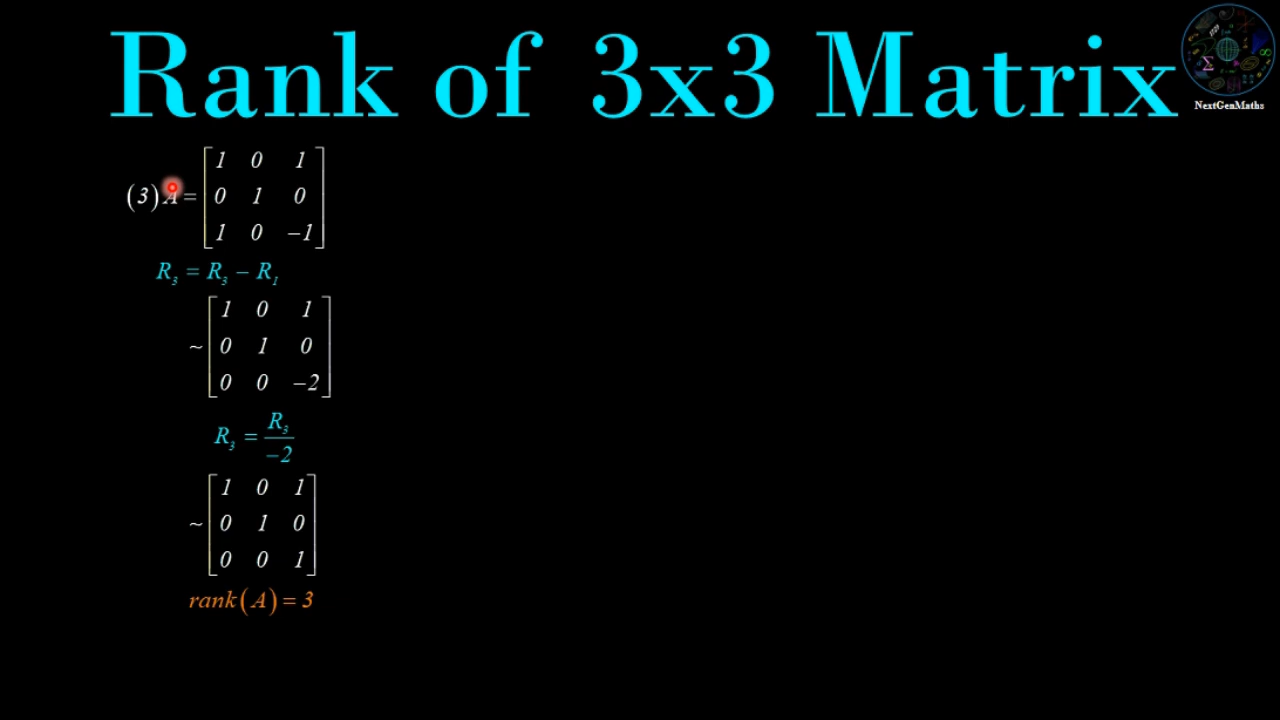 Rank of 3x3 Matrix
NextGenMaths
(3) A = [1 0 1
0 1 0
1 0 −1]
R₃ = R₃ − R₁
~ [1 0 1
0 1 0
0 0 −2]
R₃ = R₃/−2
~ [1 0 1
0 1 0
0 0 1]
rank(A) = 3